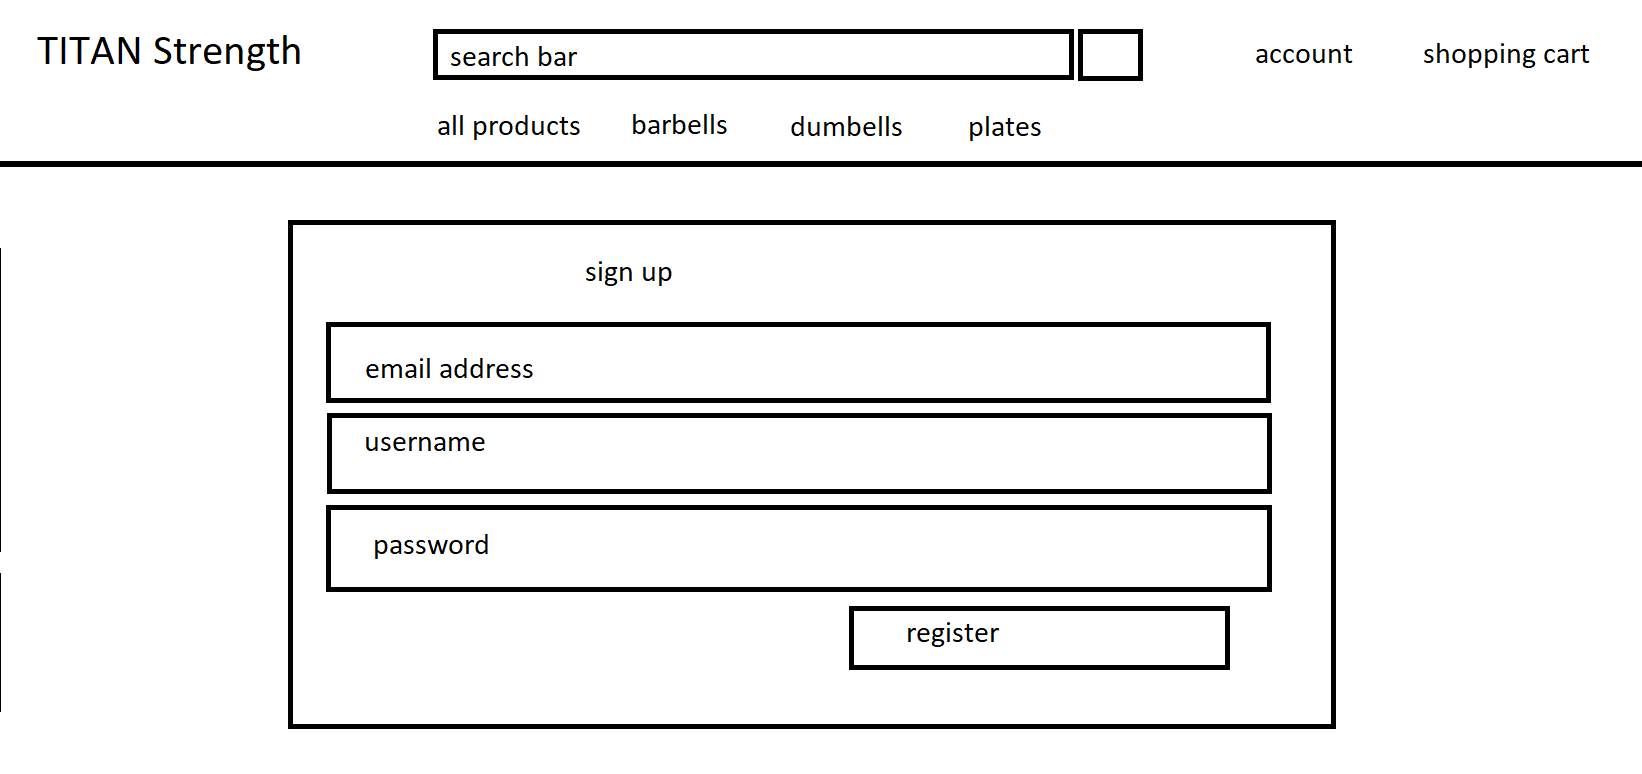 TITAN Strength
search bar
account
shopping cart
all products
barbells
dumbells
plates
sign up
email address
username
password
register